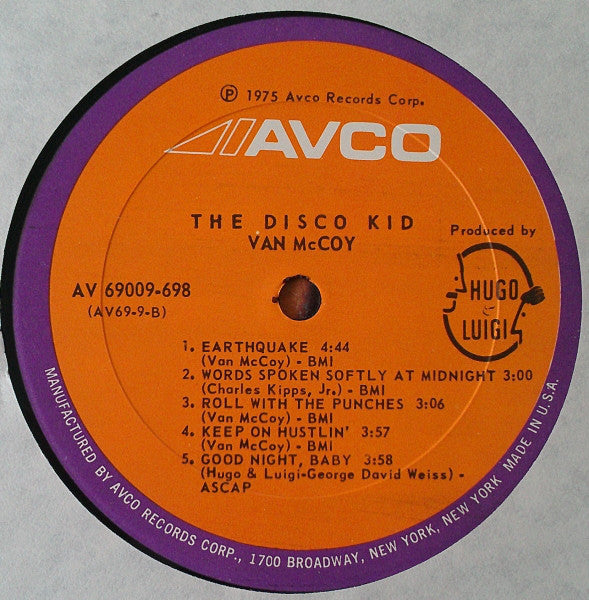 ℗ 1975 Avco Records Corp.
AVCO
THE DISCO KID
VAN McCOY
Produced by
HUGO
&
LUIGI
AV 69009-698
(AV69-9-B)
1. EARTHQUAKE 4:44
(Van McCoy) - BMI
2. WORDS SPOKEN SOFTLY AT MIDNIGHT 3:00
(Charles Kipps, Jr.) - BMI
3. ROLL WITH THE PUNCHES 3:06
(Van McCoy) - BMI
4. KEEP ON HUSTLIN' 3:57
(Van McCoy) - BMI
5. GOOD NIGHT, BABY 3:58
(Hugo & Luigi-George David Weiss) -
ASCAP
MANUFACTURED BY AVCO RECORDS CORP., 1700 BROADWAY, NEW YORK, NEW YORK MADE IN U.S.A.